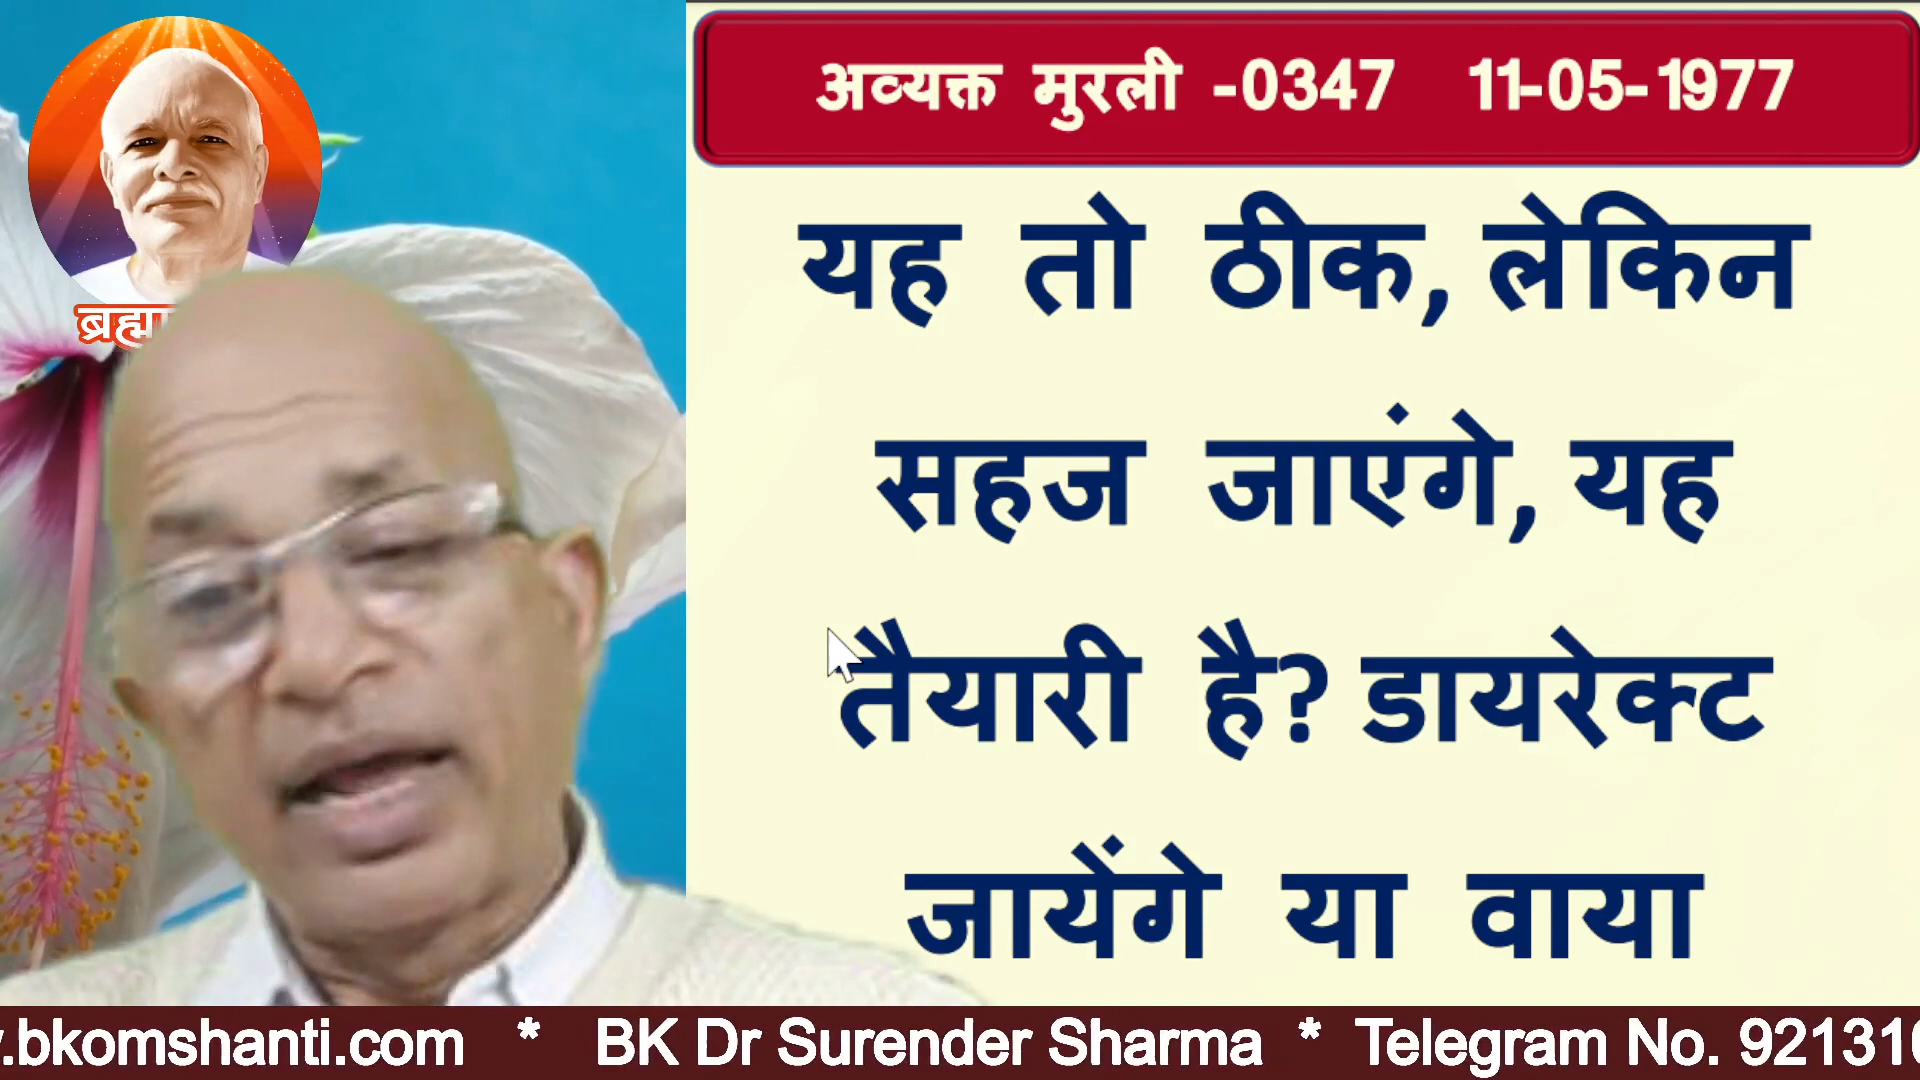 अव्यक्त मुरली -0347 11-05-1977
यह तो ठीक, लेकिन
सहज जाएंगे, यह
तैयारी है? डायरेक्ट
जायेंगे या वाया
.bkomshanti.com * BK Dr Surender Sharma * Telegram No. 921310